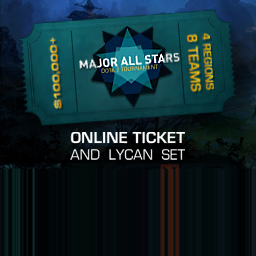 $100,000+
MAJOR ALL STARS
DOTA 2 TOURNAMENT
4 REGIONS
8 TEAMS
ONLINE TICKET
AND LYCAN SET